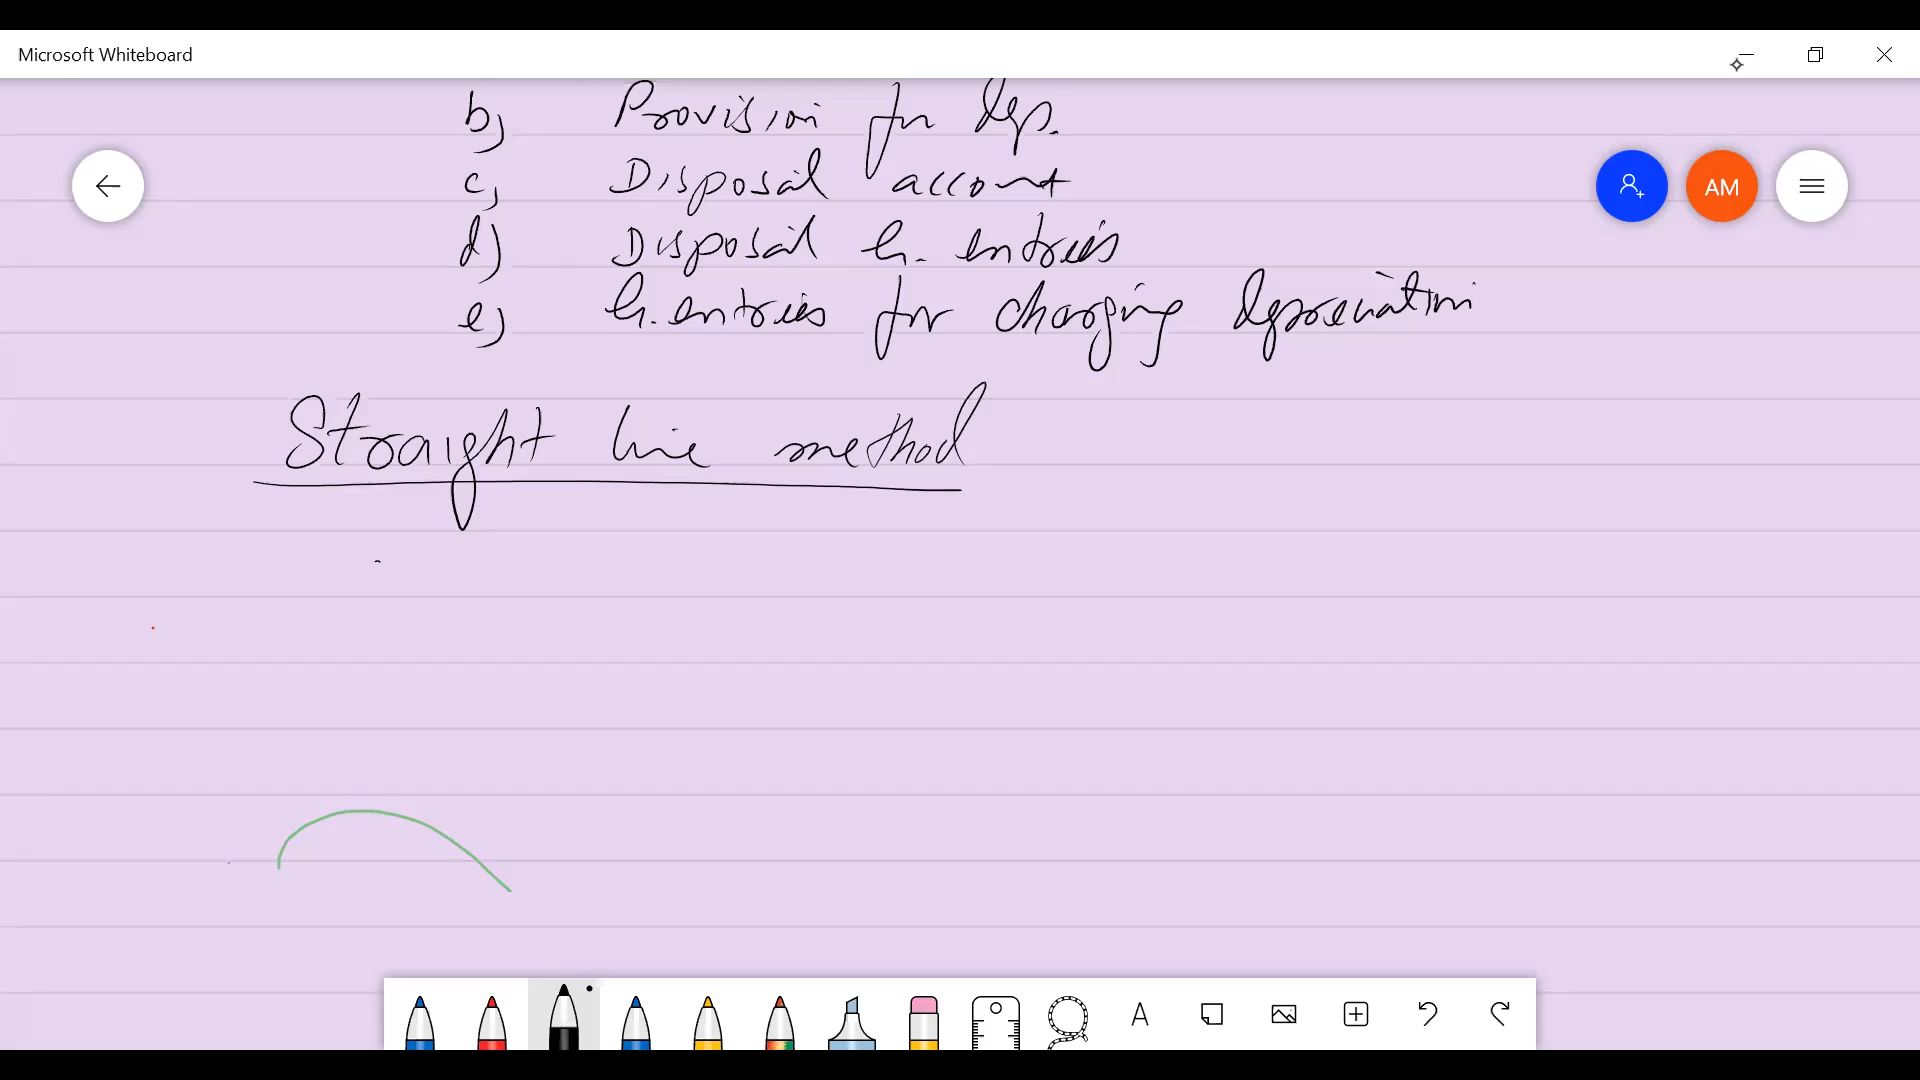 Microsoft Whiteboard
b) Provision for dep.
c) Disposal account
AM
d) Disposal G. entries
e) G. entries for charging depreciation
Straight line method
A